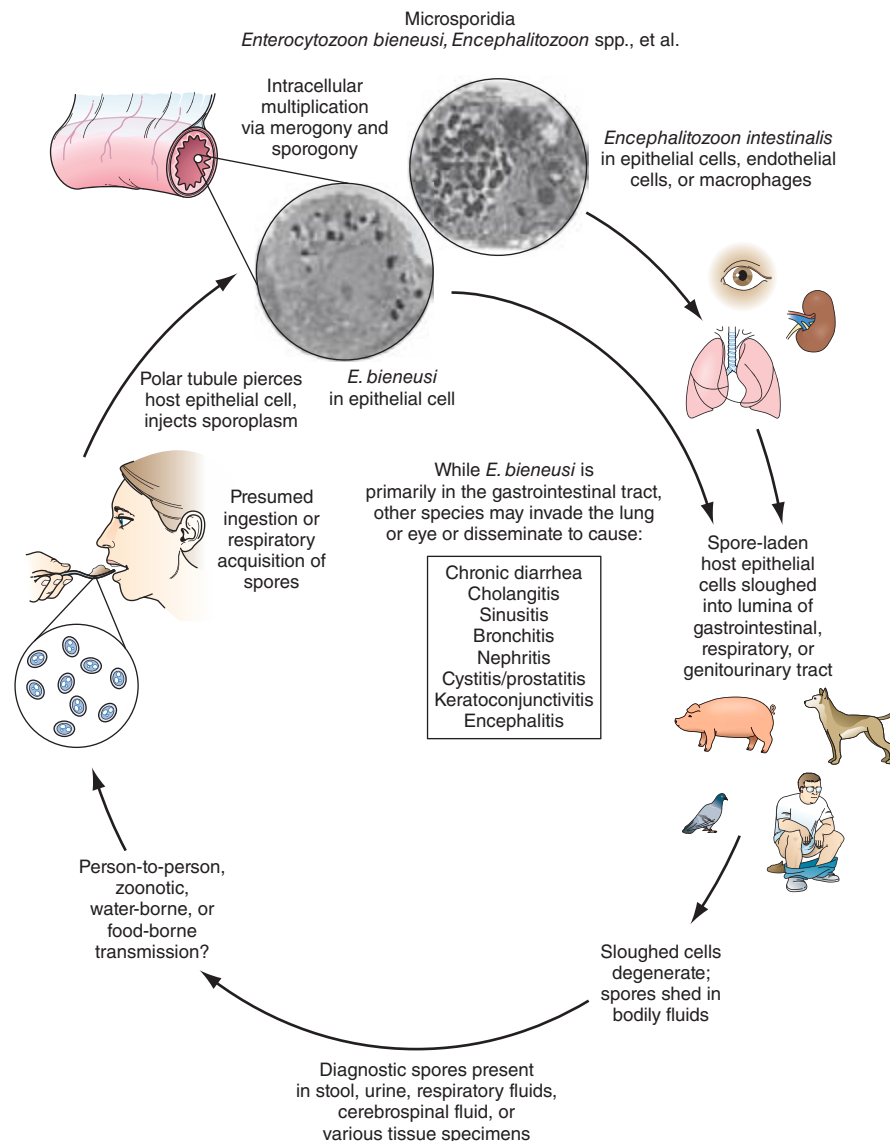 Microsporidia
Enterocytozoon bieneusi, Encephalitozoon spp., et al.
Intracellular
multiplication
via merogony and
sporogony
Encephalitozoon intestinalis
in epithelial cells, endothelial
cells, or macrophages
Polar tubule pierces
host epithelial cell,
injects sporoplasm
E. bieneusi
in epithelial cell
Presumed
ingestion or
respiratory
acquisition of
spores
While E. bieneusi is
primarily in the gastrointestinal tract,
other species may invade the lung
or eye or disseminate to cause:
Chronic diarrhea
Cholangitis
Sinusitis
Bronchitis
Nephritis
Cystitis/prostatitis
Keratoconjunctivitis
Encephalitis
Spore-laden
host epithelial
cells sloughed
into lumina of
gastrointestinal,
respiratory, or
genitourinary tract
Person-to-person,
zoonotic,
water-borne, or
food-borne
transmission?
Sloughed cells
degenerate;
spores shed in
bodily fluids
Diagnostic spores present
in stool, urine, respiratory fluids,
cerebrospinal fluid, or
various tissue specimens